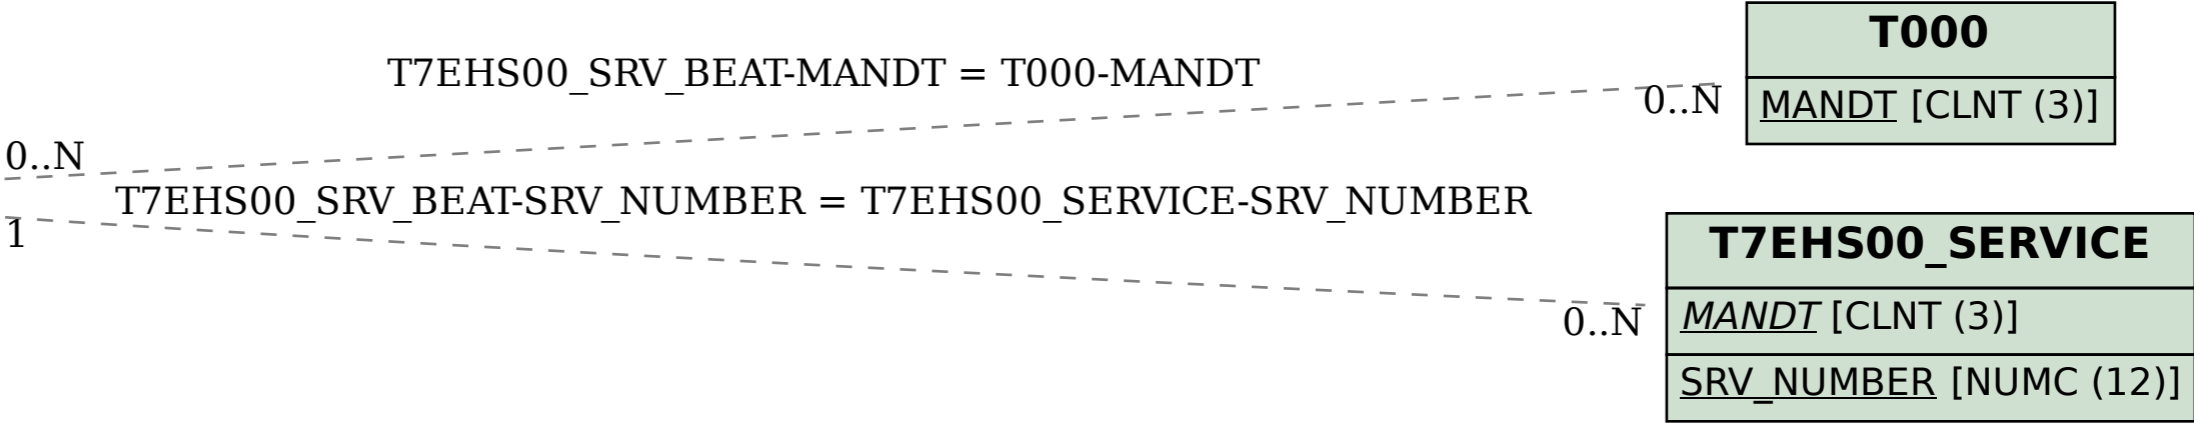 T000
T7EHS00_SRV_BEAT-MANDT = T000-MANDT
0..N
MANDT [CLNT (3)]
0..N
T7EHS00_SRV_BEAT-SRV_NUMBER = T7EHS00_SERVICE-SRV_NUMBER
1
T7EHS00_SERVICE
0..N
MANDT [CLNT (3)]
SRV_NUMBER [NUMC (12)]